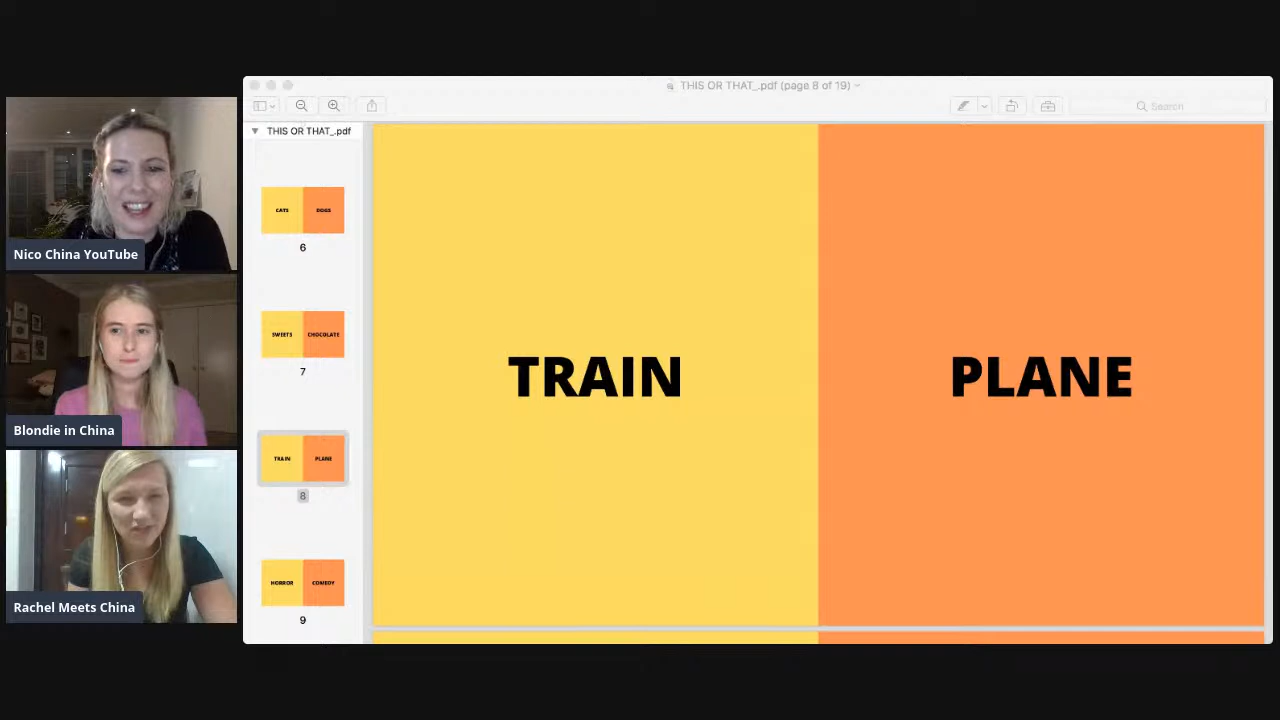 THIS OR THAT_.pdf (page 8 of 19)
Search
THIS OR THAT_.pdf
CATS DOGS
6
SWEETS CHOCOLATE
7
TRAIN PLANE
8
HORROR COMEDY
9
TRAIN PLANE
Nico China YouTube
Blondie in China
Rachel Meets China